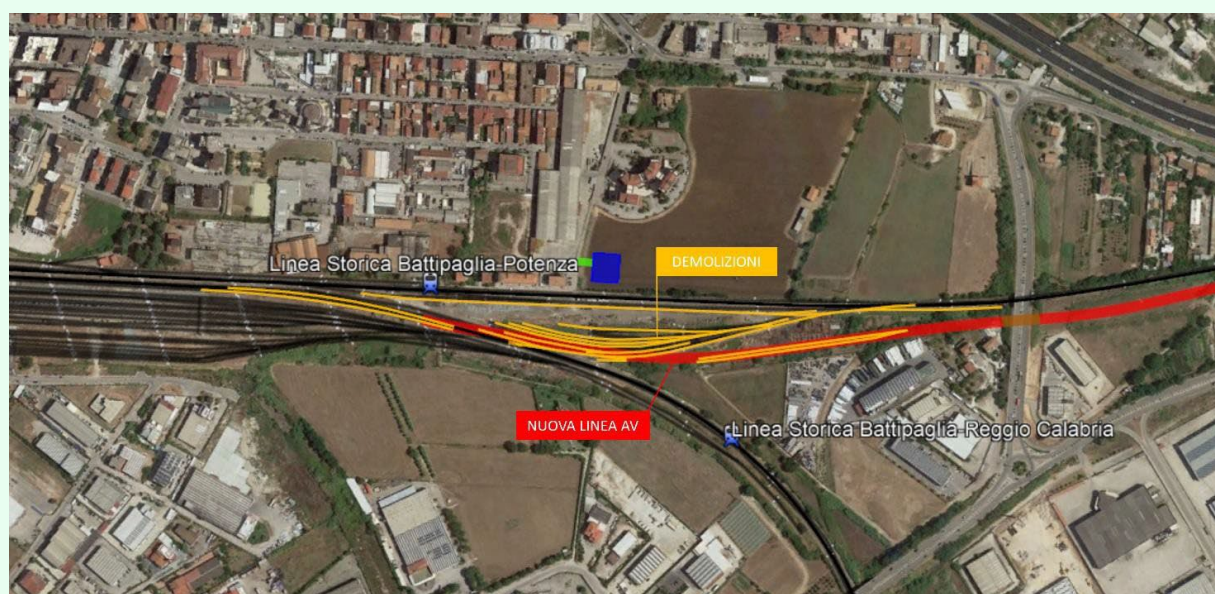 Linea Storica Battipaglia-Potenza
DEMOLIZIONI
NUOVA LINEA AV
Linea Storica Battipaglia-Reggio Calabria